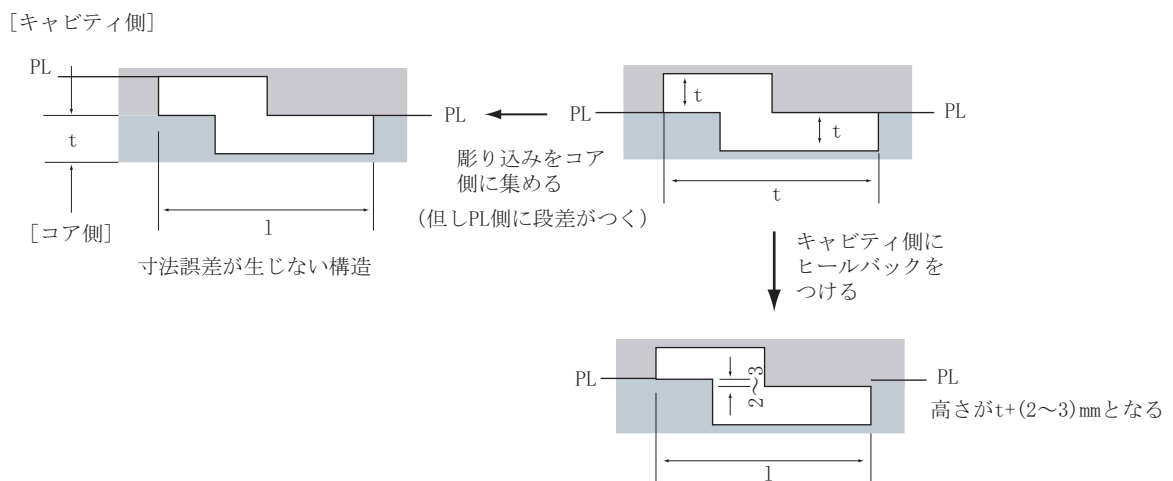 [キャビティ側]
PL
t
PL
[コア側]
l
寸法誤差が生じない構造
彫り込みをコア
側に集める
(但しPL側に段差がつく)
PL
t
t
PL
t
キャビティ側に
ヒールバックを
つける
PL
2～3
PL
高さがt+(2～3)mmとなる
l